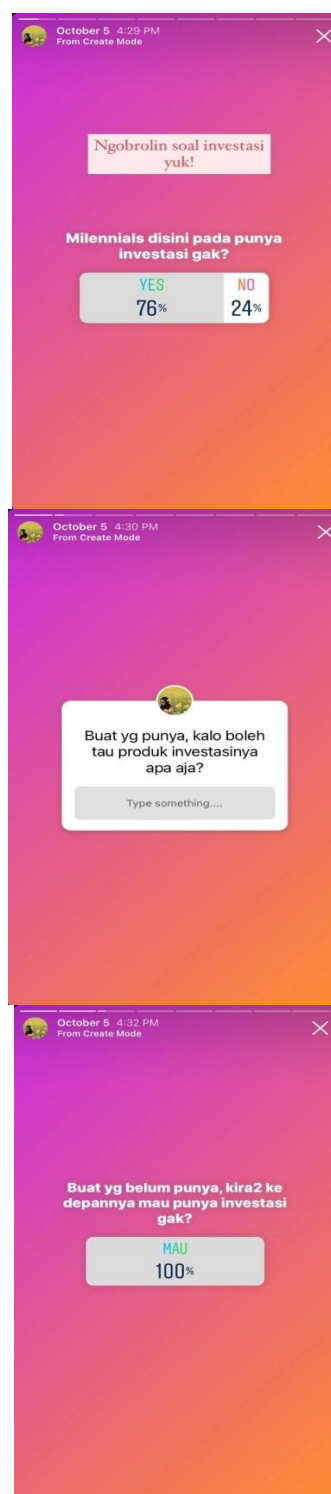 October 5 4:29 PM
From Create Mode
Ngobrolin soal investasi
yuk!
Milennials disini pada punya
investasi gak?
YES NO
76% 24%
October 5 4:30 PM
From Create Mode
Buat yg punya, kalo boleh
tau produk investasinya
apa aja?
Type something....
October 5 4:32 PM
From Create Mode
Buat yg belum punya, kira2 ke
depannya mau punya investasi
gak?
MAU
100%